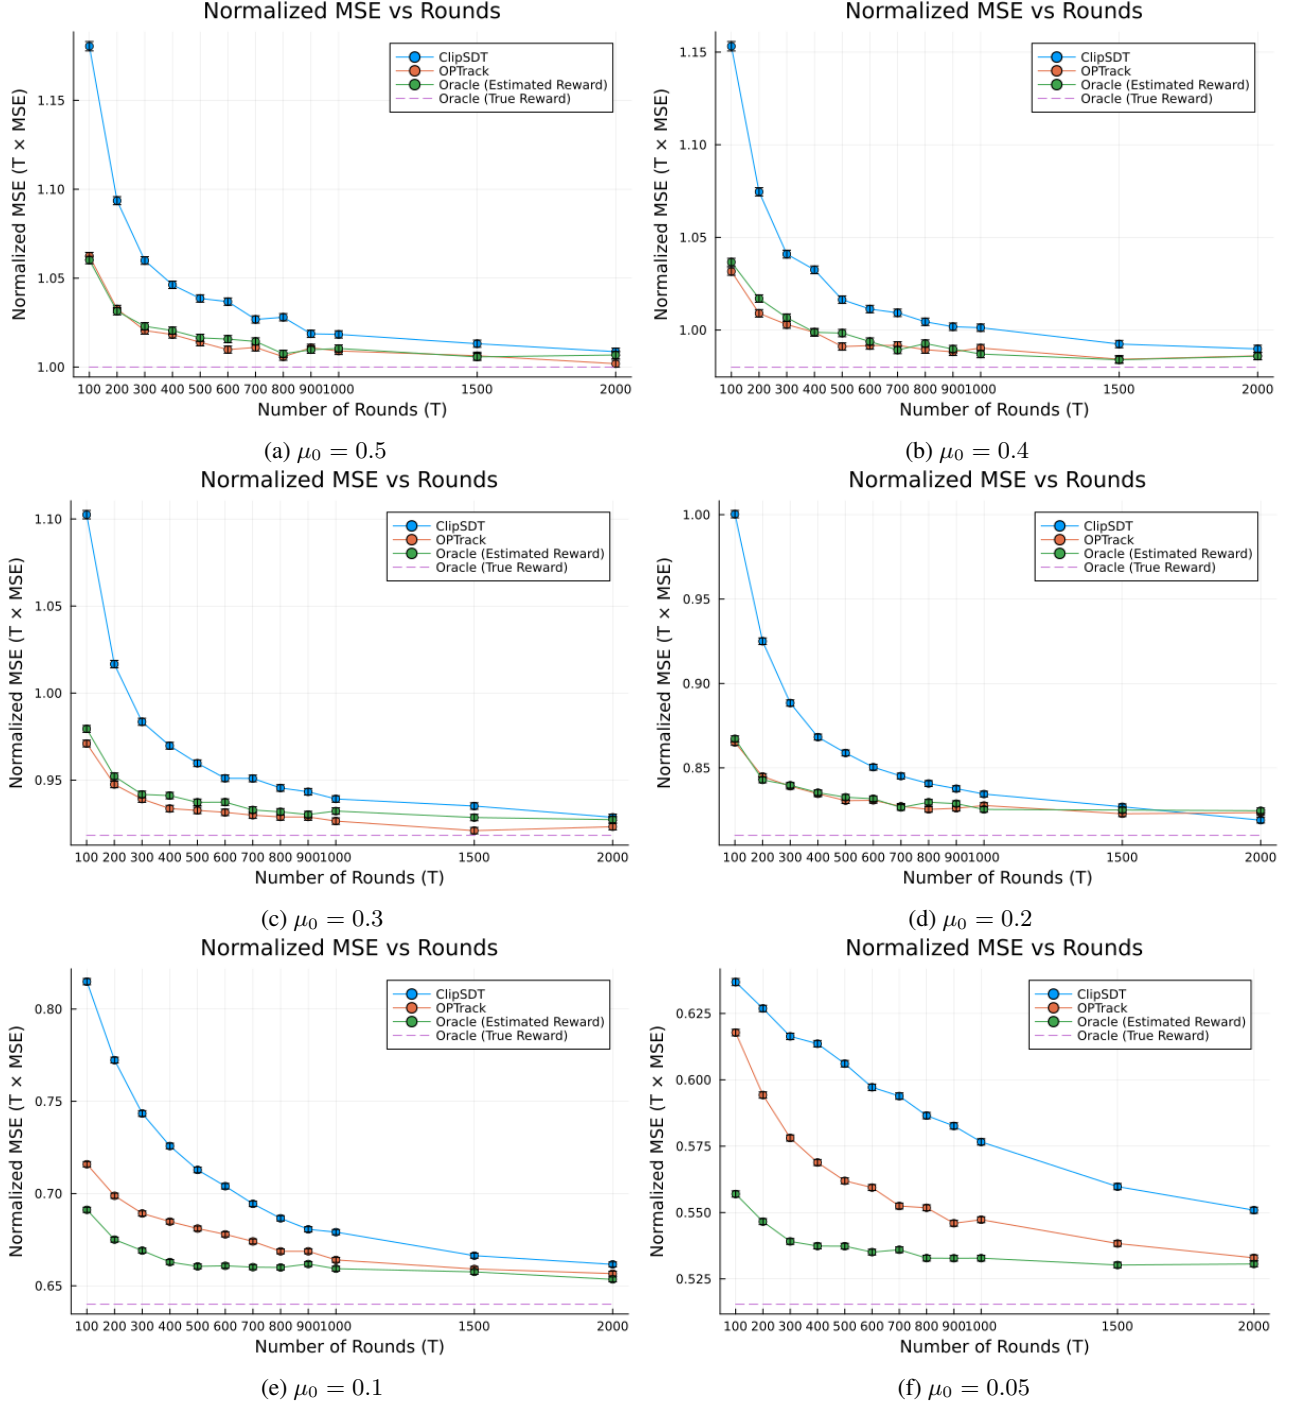 Normalized MSE vs Rounds
Normalized MSE (T × MSE)
1.15
1.10
1.05
1.00
ClipSDT
OPTrack
Oracle (Estimated Reward)
Oracle (True Reward)
100 200 300 400 500 600 700 800 900 1000 1500 2000
Number of Rounds (T)
(a) μ₀ = 0.5
Normalized MSE vs Rounds
Normalized MSE (T × MSE)
1.15
1.10
1.05
1.00
ClipSDT
OPTrack
Oracle (Estimated Reward)
Oracle (True Reward)
100 200 300 400 500 600 700 800 900 1000 1500 2000
Number of Rounds (T)
(b) μ₀ = 0.4
Normalized MSE vs Rounds
Normalized MSE (T × MSE)
1.10
1.05
1.00
0.95
ClipSDT
OPTrack
Oracle (Estimated Reward)
Oracle (True Reward)
100 200 300 400 500 600 700 800 900 1000 1500 2000
Number of Rounds (T)
(c) μ₀ = 0.3
Normalized MSE vs Rounds
Normalized MSE (T × MSE)
1.00
0.95
0.90
0.85
ClipSDT
OPTrack
Oracle (Estimated Reward)
Oracle (True Reward)
100 200 300 400 500 600 700 800 900 1000 1500 2000
Number of Rounds (T)
(d) μ₀ = 0.2
Normalized MSE vs Rounds
Normalized MSE (T × MSE)
0.80
0.75
0.70
0.65
ClipSDT
OPTrack
Oracle (Estimated Reward)
Oracle (True Reward)
100 200 300 400 500 600 700 800 900 1000 1500 2000
Number of Rounds (T)
(e) μ₀ = 0.1
Normalized MSE vs Rounds
Normalized MSE (T × MSE)
0.625
0.600
0.575
0.550
0.525
ClipSDT
OPTrack
Oracle (Estimated Reward)
Oracle (True Reward)
100 200 300 400 500 600 700 800 900 1000 1500 2000
Number of Rounds (T)
(f) μ₀ = 0.05